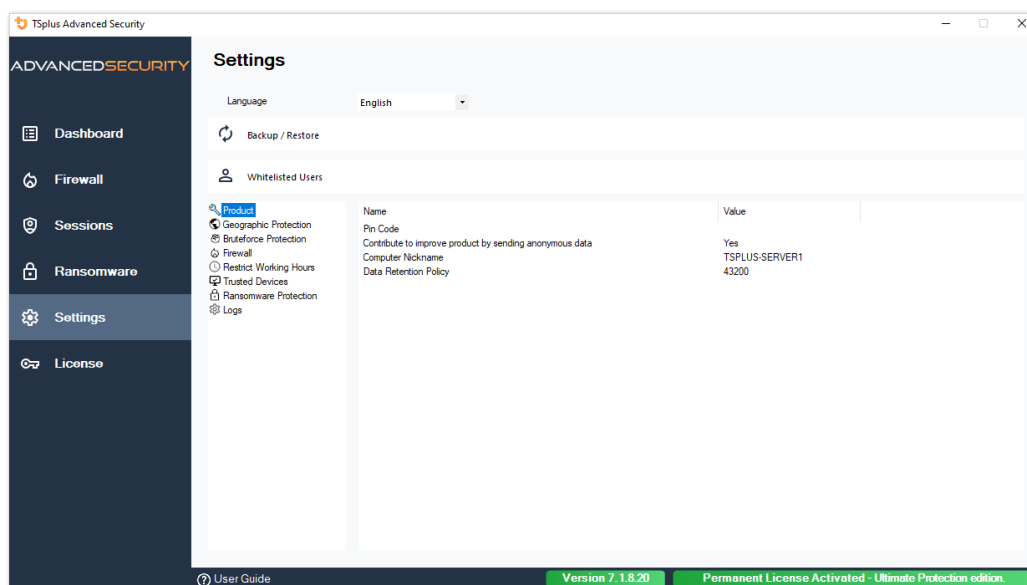 TSplus Advanced Security
ADVANCEDSECURITY
Dashboard
Firewall
Sessions
Ransomware
Settings
License
Settings
Language English
Backup / Restore
Whitelisted Users
Product
Geographic Protection
Bruteforce Protection
Firewall
Restrict Working Hours
Trusted Devices
Ransomware Protection
Logs
Name Value
Pin Code
Contribute to improve product by sending anonymous data Yes
Computer Nickname TSPLUS-SERVER1
Data Retention Policy 43200
User Guide Version 7.1.8.20 Permanent License Activated - Ultimate Protection edition.